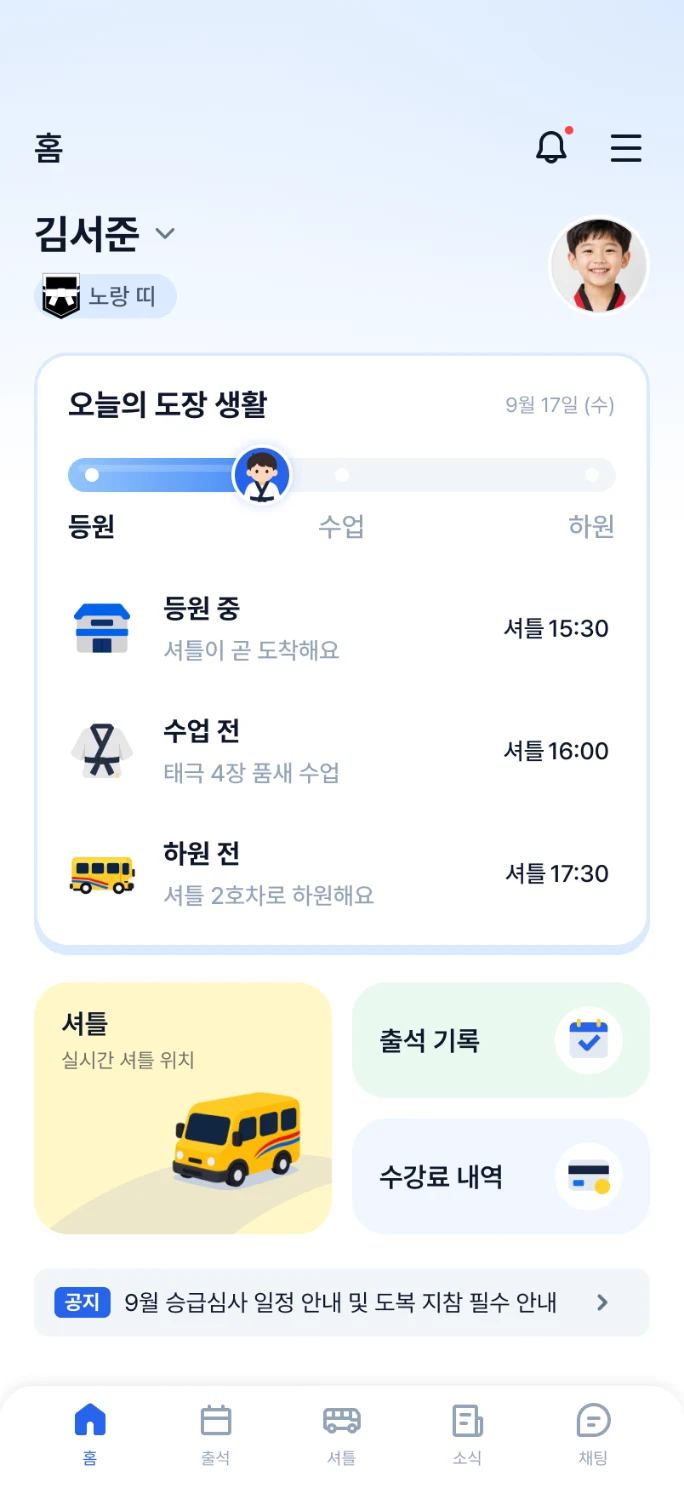 홈
김서준
노랑 띠
오늘의 도장 생활
9월 17일 (수)
등원
수업
하원
등원 중
셔틀이 곧 도착해요
셔틀 15:30
수업 전
태극 4장 품새 수업
셔틀 16:00
하원 전
셔틀 2호차로 하원해요
셔틀 17:30
셔틀
실시간 셔틀 위치
출석 기록
수강료 내역
공지 9월 승급심사 일정 안내 및 도복 지참 필수 안내
홈
출석
셔틀
소식
채팅